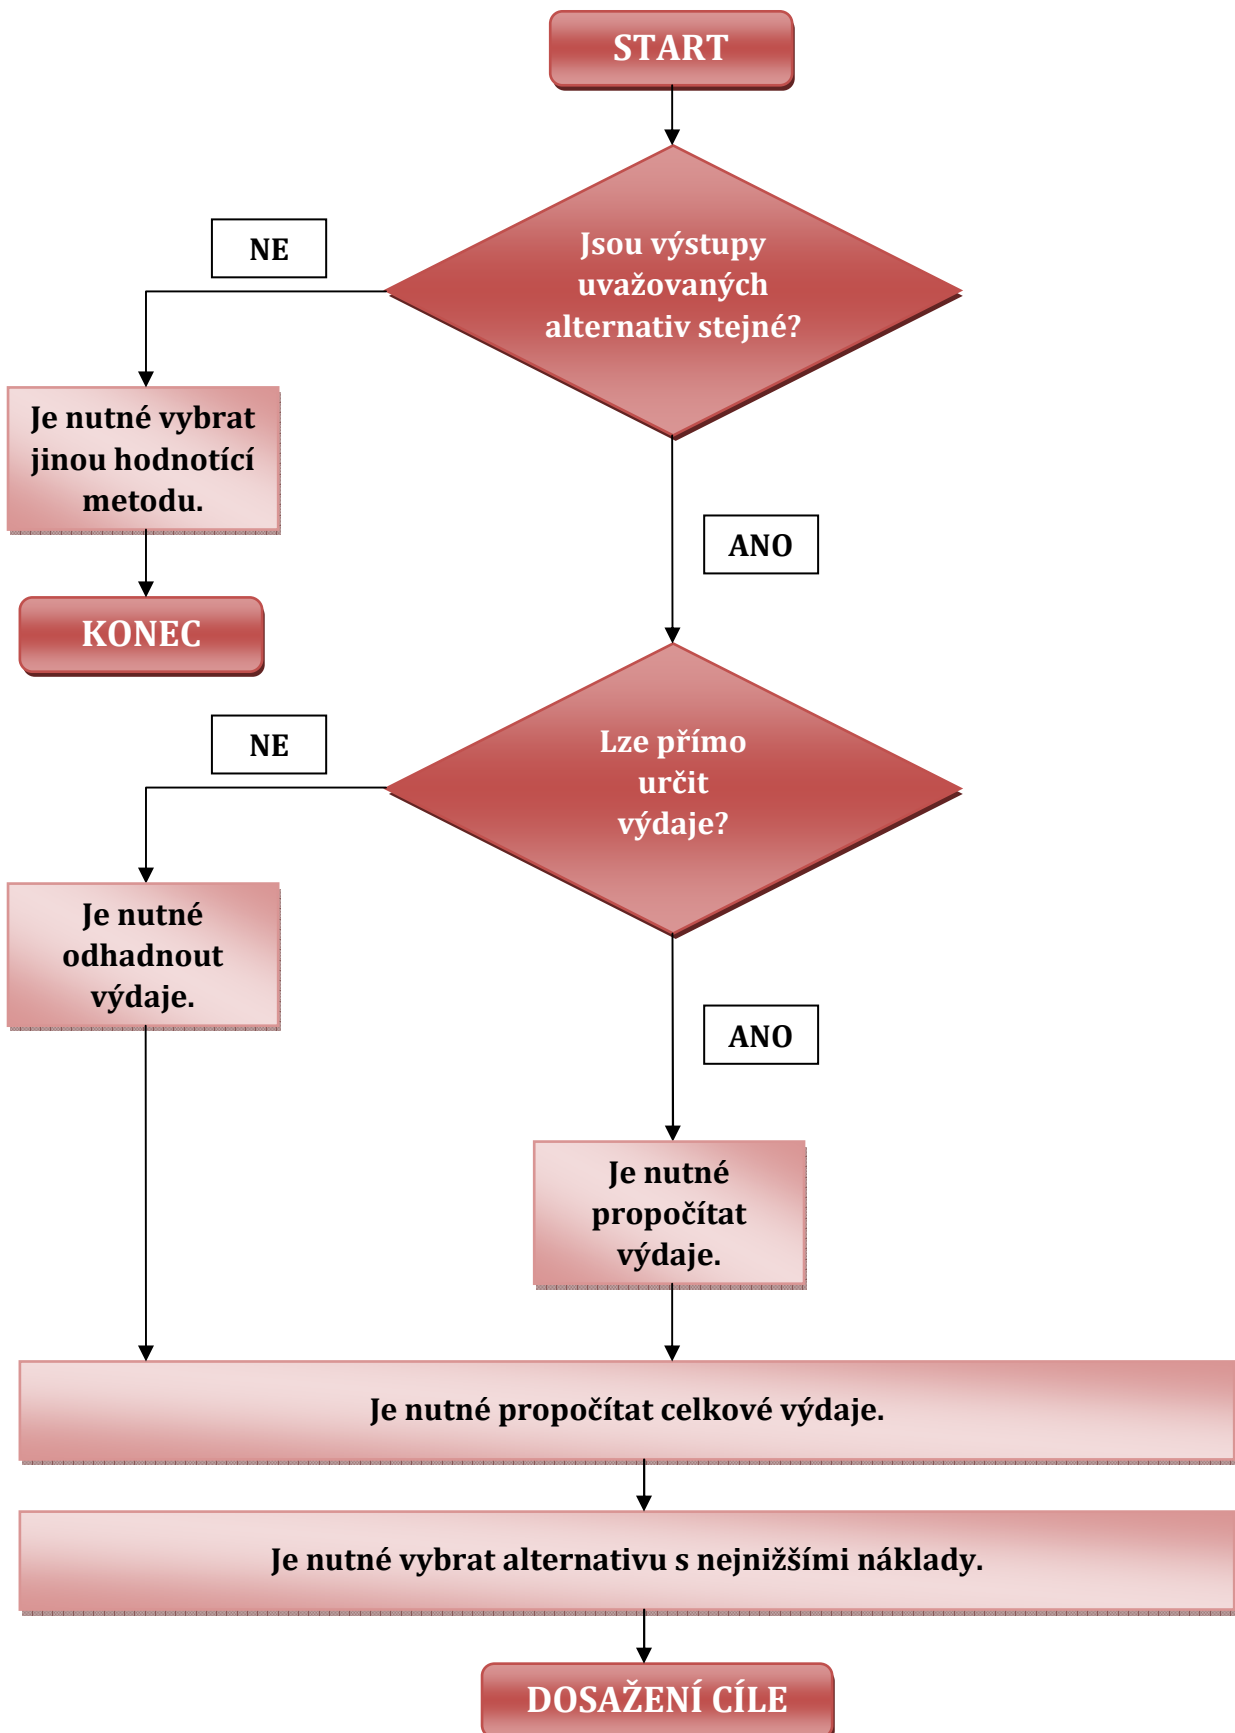 START
Jsou výstupy
uvažovaných
alternativ stejné?
NE
Je nutné vybrat
jinou hodnotící
metodu.
ANO
KONEC
Lze přímo
určit
výdaje?
NE
Je nutné
odhadnout
výdaje.
ANO
Je nutné
propočítat
výdaje.
Je nutné propočítat celkové výdaje.
Je nutné vybrat alternativu s nejnižšími náklady.
DOSAŽENÍ CÍLE